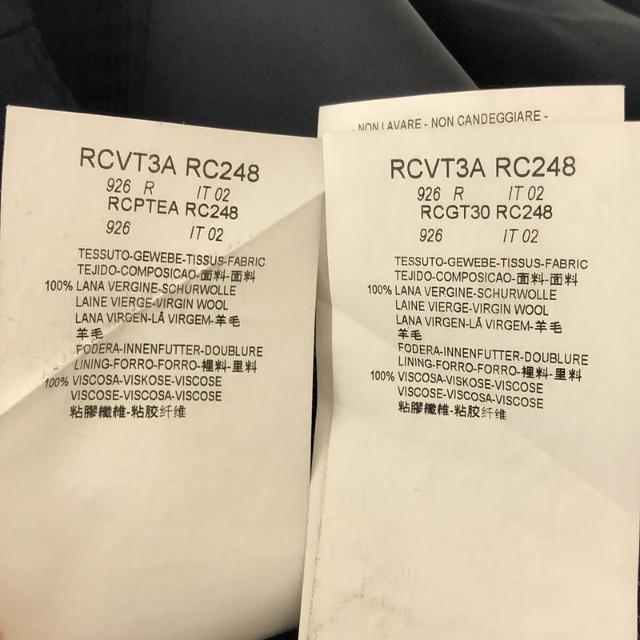 RCVT3A RC248
926 R IT 02
RCPTEA RC248
926 IT 02
TESSUTO-GEWEBE-TISSUS-FABRIC
TEJIDO-COMPOSICAO-面料-面料
100% LANA VERGINE-SCHURWOLLE
LAINE VIERGE-VIRGIN WOOL
LANA VIRGEN-LÃ VIRGEM-羊毛
羊毛
FODERA-INNENFUTTER-DOUBLURE
LINING-FORRO-FORRO-裡料-里料
100% VISCOSA-VISKOSE-VISCOSE
VISCOSE-VISCOSA-VISCOSE
粘膠纖維-粘胶纤维
- NON LAVARE - NON CANDEGGIARE -
RCVT3A RC248
926 R IT 02
RCGT30 RC248
926 IT 02
TESSUTO-GEWEBE-TISSUS-FABRIC
TEJIDO-COMPOSICAO-面料-面料
100% LANA VERGINE-SCHURWOLLE
LAINE VIERGE-VIRGIN WOOL
LANA VIRGEN-LÃ VIRGEM-羊毛
羊毛
FODERA-INNENFUTTER-DOUBLURE
LINING-FORRO-FORRO-裡料-里料
100% VISCOSA-VISKOSE-VISCOSE
VISCOSE-VISCOSA-VISCOSE
粘膠纖維-粘胶纤维